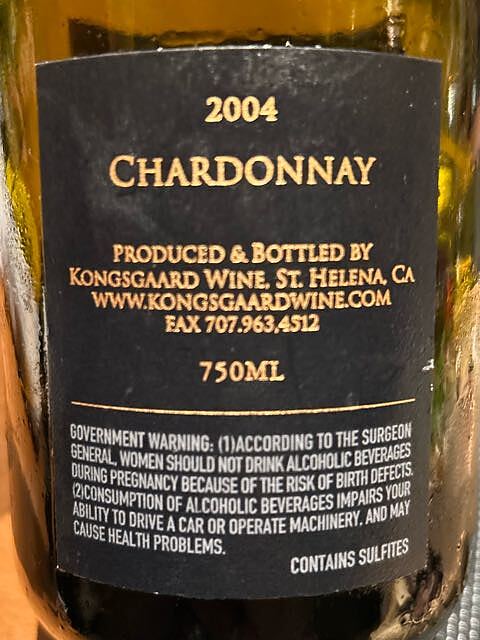 2004
CHARDONNAY
PRODUCED & BOTTLED BY
KONGSGAARD WINE, ST. HELENA, CA
WWW.KONGSGAARDWINE.COM
FAX 707.963.4512
750ML
GOVERNMENT WARNING: (1)ACCORDING TO THE SURGEON
GENERAL, WOMEN SHOULD NOT DRINK ALCOHOLIC BEVERAGES
DURING PREGNANCY BECAUSE OF THE RISK OF BIRTH DEFECTS.
(2)CONSUMPTION OF ALCOHOLIC BEVERAGES IMPAIRS YOUR
ABILITY TO DRIVE A CAR OR OPERATE MACHINERY, AND MAY
CAUSE HEALTH PROBLEMS.
CONTAINS SULFITES